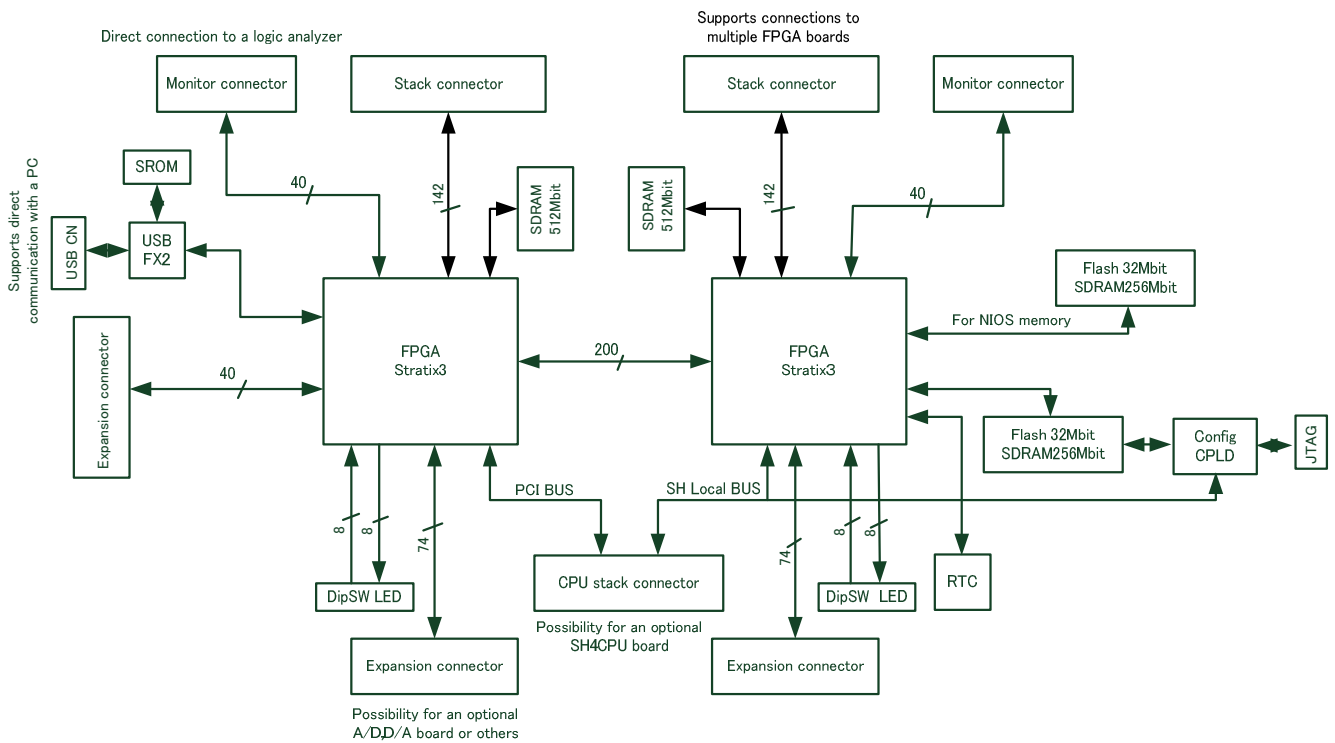 Supports connections to
multiple FPGA boards
Direct connection to a logic analyzer
Monitor connector
Stack connector
Stack connector
Monitor connector
Supports direct
communication with a PC
SROM
40
142
SDRAM
512Mbit
SDRAM
512Mbit
142
40
USB CN
USB
FX2
Flash 32Mbit
SDRAM256Mbit
For NIOS memory
Expansion connector
40
FPGA
Stratix3
200
FPGA
Stratix3
Flash 32Mbit
SDRAM256Mbit
Config
CPLD
JTAG
PCI BUS
SH Local BUS
8
8
74
74
8
8
DipSW LED
CPU stack connector
DipSW LED
RTC
Possibility for an optional
SH4CPU board
Expansion connector
Expansion connector
Possibility for an optional
A/D,D/A board or others